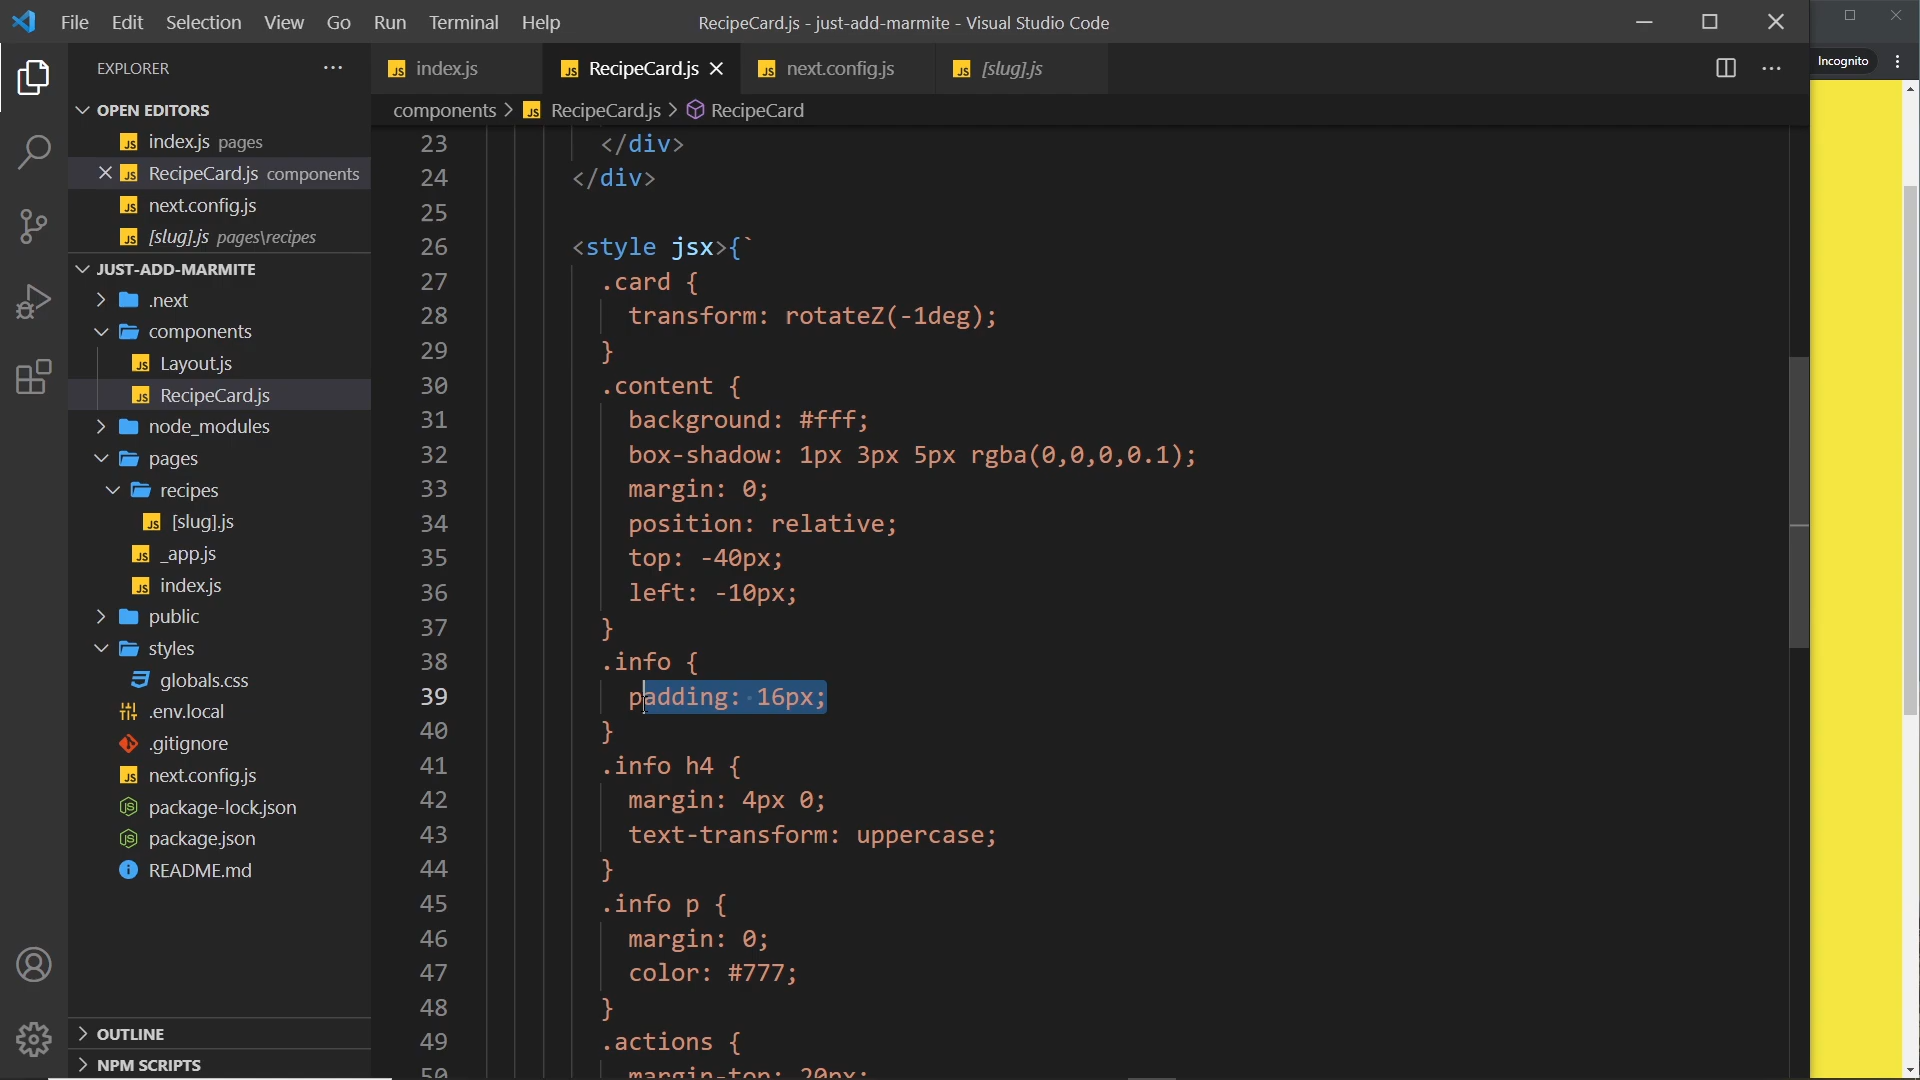 File Edit Selection View Go Run Terminal Help
RecipeCard.js - just-add-marmite - Visual Studio Code
Incognito
EXPLORER
OPEN EDITORS
index.js pages
RecipeCard.js components
next.config.js
[slug].js pages\recipes
JUST-ADD-MARMITE
.next
components
Layout.js
RecipeCard.js
node_modules
pages
recipes
[slug].js
_app.js
index.js
public
styles
globals.css
.env.local
.gitignore
next.config.js
package-lock.json
package.json
README.md
OUTLINE
NPM SCRIPTS
index.js RecipeCard.js next.config.js [slug].js
components > RecipeCard.js > RecipeCard
23 </div>
24 </div>
25
26 <style jsx>{`
27 .card {
28 transform: rotateZ(-1deg);
29 }
30 .content {
31 background: #fff;
32 box-shadow: 1px 3px 5px rgba(0,0,0,0.1);
33 margin: 0;
34 position: relative;
35 top: -40px;
36 left: -10px;
37 }
38 .info {
39 padding: 16px;
40 }
41 .info h4 {
42 margin: 4px 0;
43 text-transform: uppercase;
44 }
45 .info p {
46 margin: 0;
47 color: #777;
48 }
49 .actions {
50 margin-top: 20px;